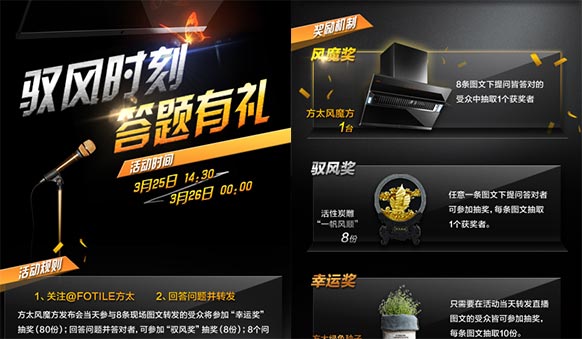 驭风时刻
答题有礼
活动时间
3月25日 14:30
3月26日 00:00
活动规则
1、关注@FOTILE方太 2、回答问题并转发
方太风魔方发布会当天参与8条现场图文转发的受众将参加“幸运奖”
抽奖(80份)；回答问题并答对者，可参加“驭风奖”抽奖(8份)；8个问
奖励机制
风魔奖
方太风魔方
1台
8条图文下提问皆答对的
受众中抽取1个获奖者
驭风奖
活性炭雕
“一帆风顺”
8份
任意一条图文下提问答对者
可参加抽奖，每条图文抽取
1个获奖者。
幸运奖
只需要在活动当天转发直播
图文的受众皆可参加抽奖，
每条图文抽取10份。